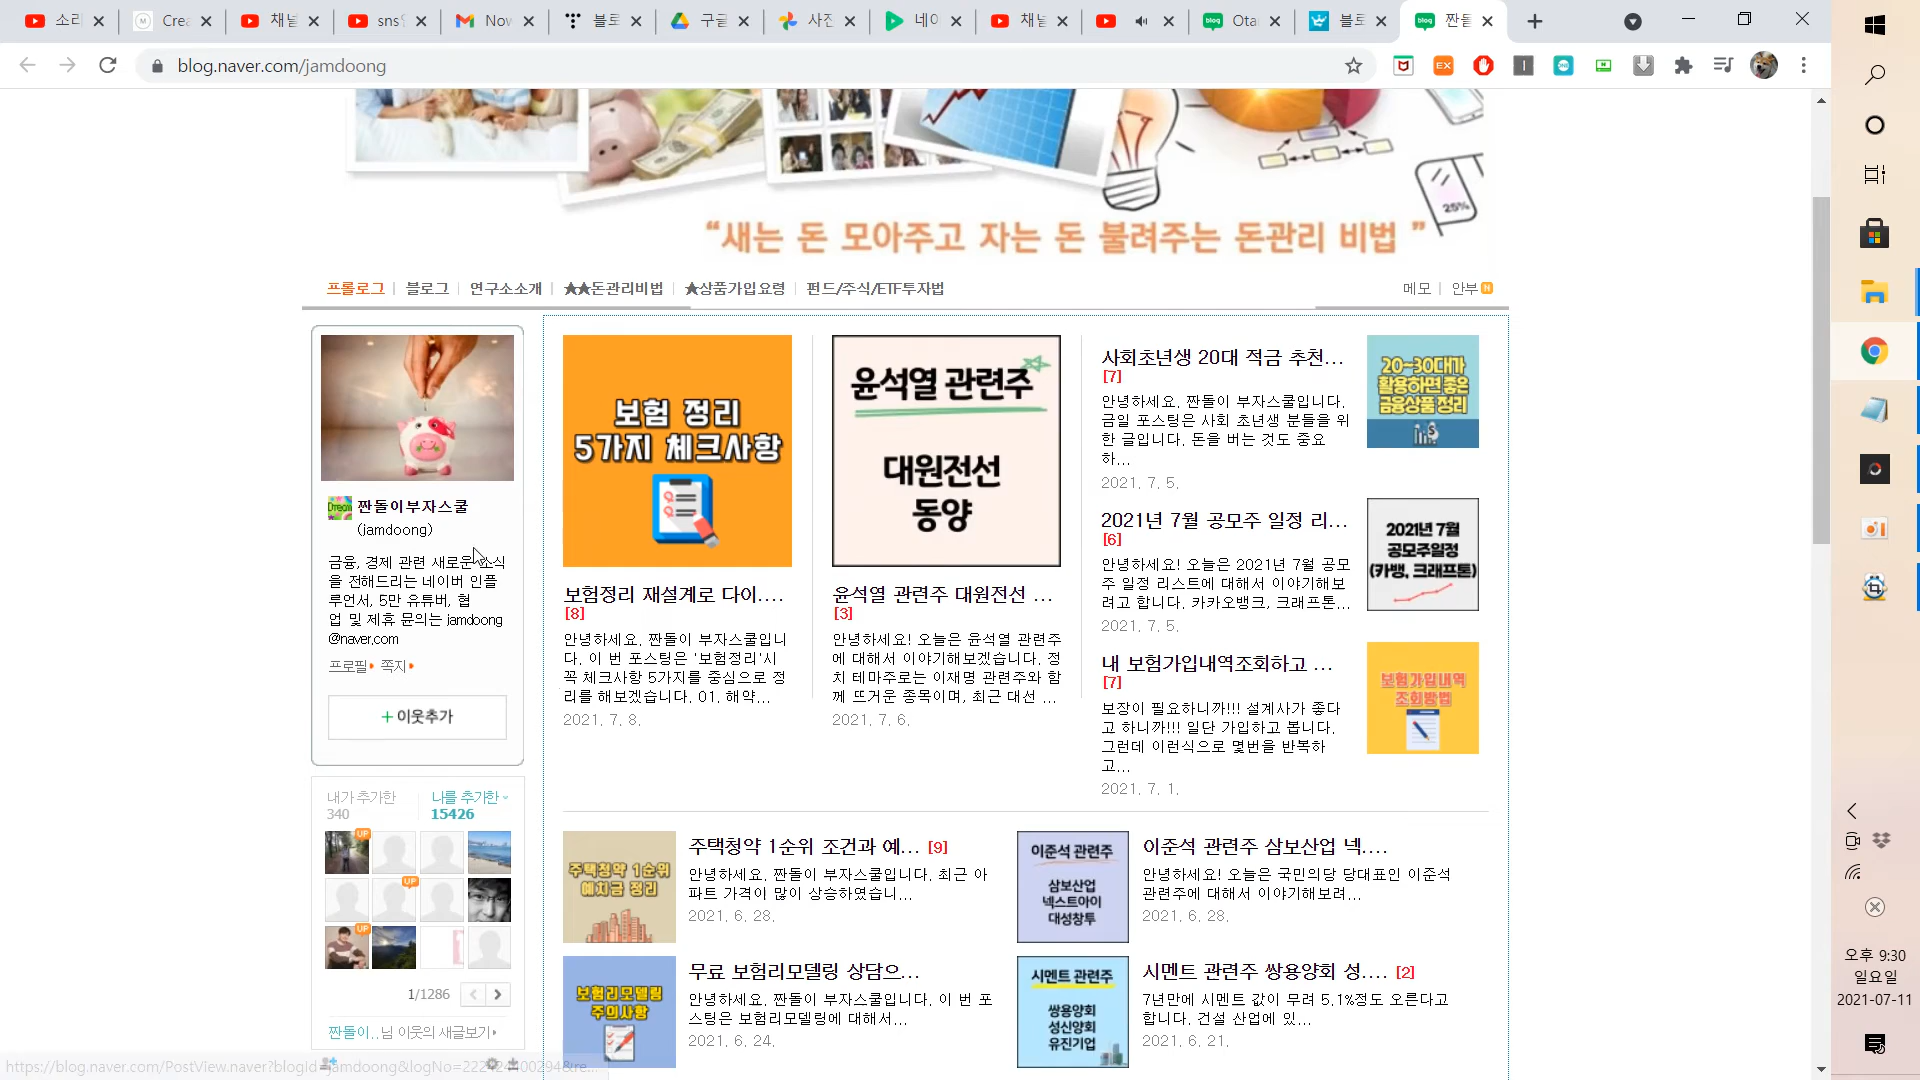 소리
Crea
채널
sns
Nov
블로
구글
사진
네이
채널
Ota
블로
짠돌
blog.naver.com/jamdoong
25%
“새는 돈 모아주고 자는 돈 불려주는 돈관리 비법 ”
프롤로그
블로그
연구소소개
★★돈관리비법
★상품가입요령
펀드/주식/ETF투자법
메모
안부 N
짠돌이부자스쿨
(jamdoong)
금융, 경제 관련 새로운 소식
을 전해드리는 네이버 인플
루언서, 5만 유튜버, 협
업 및 제휴 문의는 jamdoong
@naver.com
프로필
쪽지
+ 이웃추가
내가 추가한
340
나를 추가한
15426
UP
UP
UP
1/1286
짠돌이..님 이웃의 새글보기
보험 정리
5가지 체크사항
보험정리 재설계로 다이....
[8]
안녕하세요. 짠돌이 부자스쿨입니
다. 이 번 포스팅은 '보험정리'시
꼭 체크사항 5가지를 중심으로 정
리를 해보겠습니다. 01. 해약...
2021. 7. 8.
윤석열 관련주
대원전선
동양
윤석열 관련주 대원전선 ...
[3]
안녕하세요! 오늘은 윤석열 관련주
에 대해서 이야기해보겠습니다. 정
치 테마주로는 이재명 관련주와 함
께 뜨거운 종목이며, 최근 대선 ...
2021. 7. 6.
사회초년생 20대 적금 추천...
[7]
안녕하세요. 짠돌이 부자스쿨입니다.
금일 포스팅은 사회 초년생 분들을 위
한 글입니다. 돈을 버는 것도 중요
하...
2021. 7. 5.
20~30대가
활용하면 좋은
금융상품 정리
2021년 7월 공모주 일정 리...
[6]
안녕하세요! 오늘은 2021년 7월 공모
주 일정 리스트에 대해서 이야기해보
려고 합니다. 카카오뱅크, 크래프톤...
2021. 7. 5.
2021년 7월
공모주일정
(카뱅, 크래프톤)
내 보험가입내역조회하고 ...
[7]
보장이 필요하니까!!! 설계사가 좋다
고 하니까!!! 일단 가입하고 봅니다.
그런데 이런식으로 몇번을 반복하
고...
2021. 7. 1.
보험가입내역
조회방법
주택청약 1순위
예치금 정리
주택청약 1순위 조건과 예... [9]
안녕하세요. 짠돌이 부자스쿨입니다. 최근 아
파트 가격이 많이 상승하였습니...
2021. 6. 28.
이준석 관련주
삼보산업
넥스트아이
대성창투
이준석 관련주 삼보산업 넥....
안녕하세요! 오늘은 국민의당 당대표인 이준석
관련주에 대해서 이야기해보려...
2021. 6. 28.
보험리모델링
주의사항
무료 보험리모델링 상담으...
안녕하세요. 짠돌이 부자스쿨입니다. 이 번 포
스팅은 보험리모델링에 대해서...
2021. 6. 24.
시멘트 관련주
쌍용양회
성신양회
유진기업
시멘트 관련주 쌍용양회 성.... [2]
7년만에 시멘트 값이 무려 5.1%정도 오른다고
합니다. 건설 산업에 있...
2021. 6. 21.
오후 9:30
일요일
2021-07-11